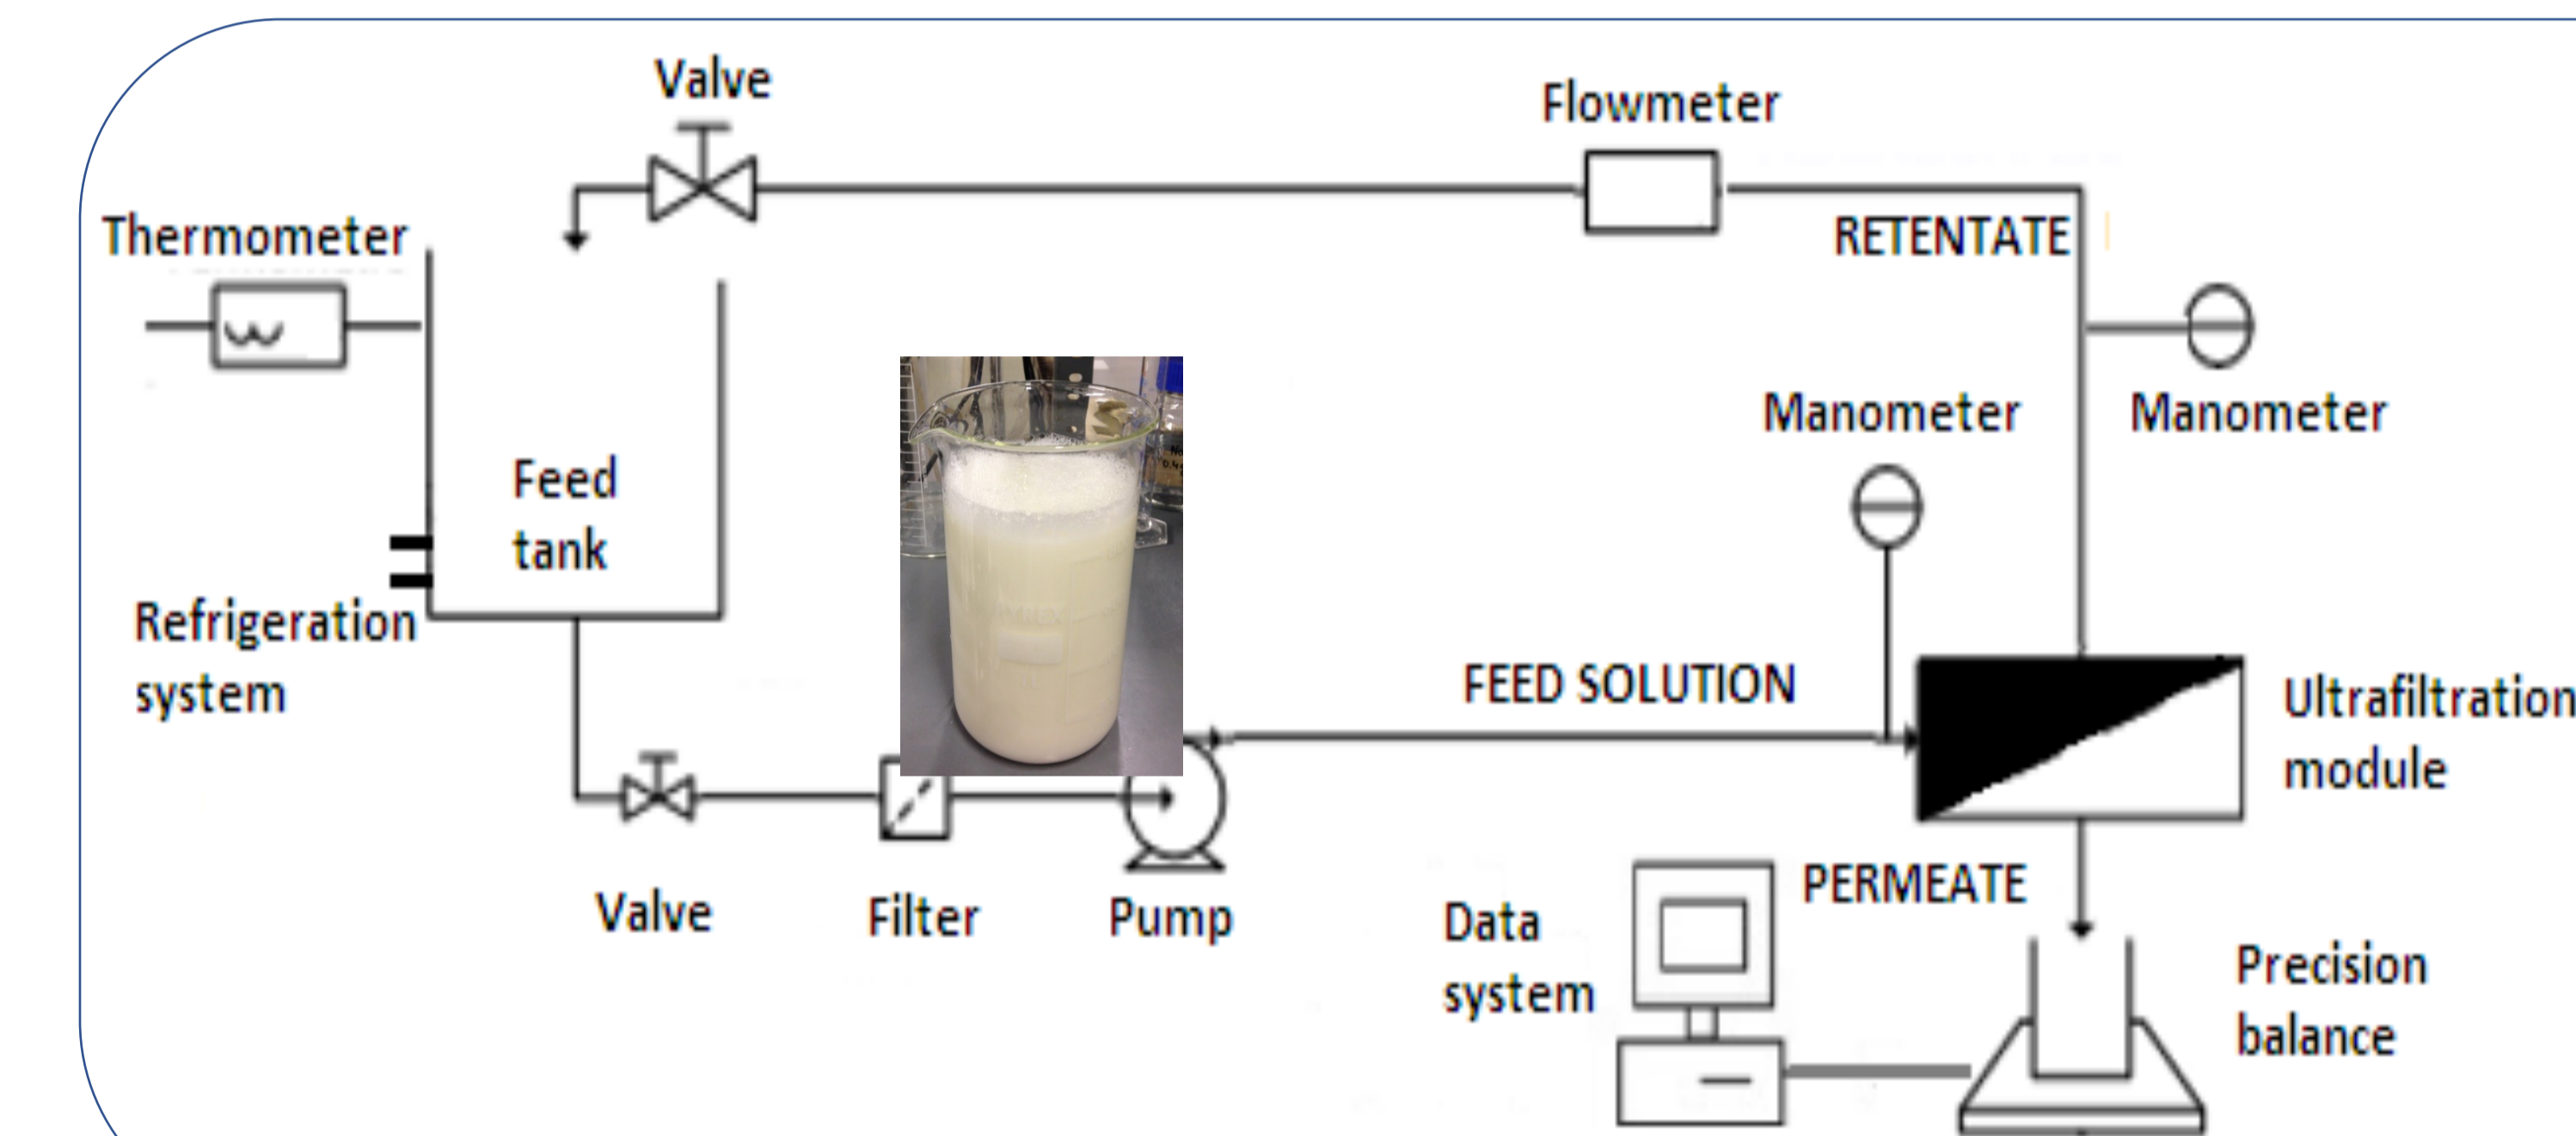 Valve
Flowmeter
Thermometer
RETENTATE
Manometer
Manometer
Feed
tank
Refrigeration
system
FEED SOLUTION
Ultrafiltration
module
Valve
Filter
Pump
Data
system
PERMEATE
Precision
balance
PYREX